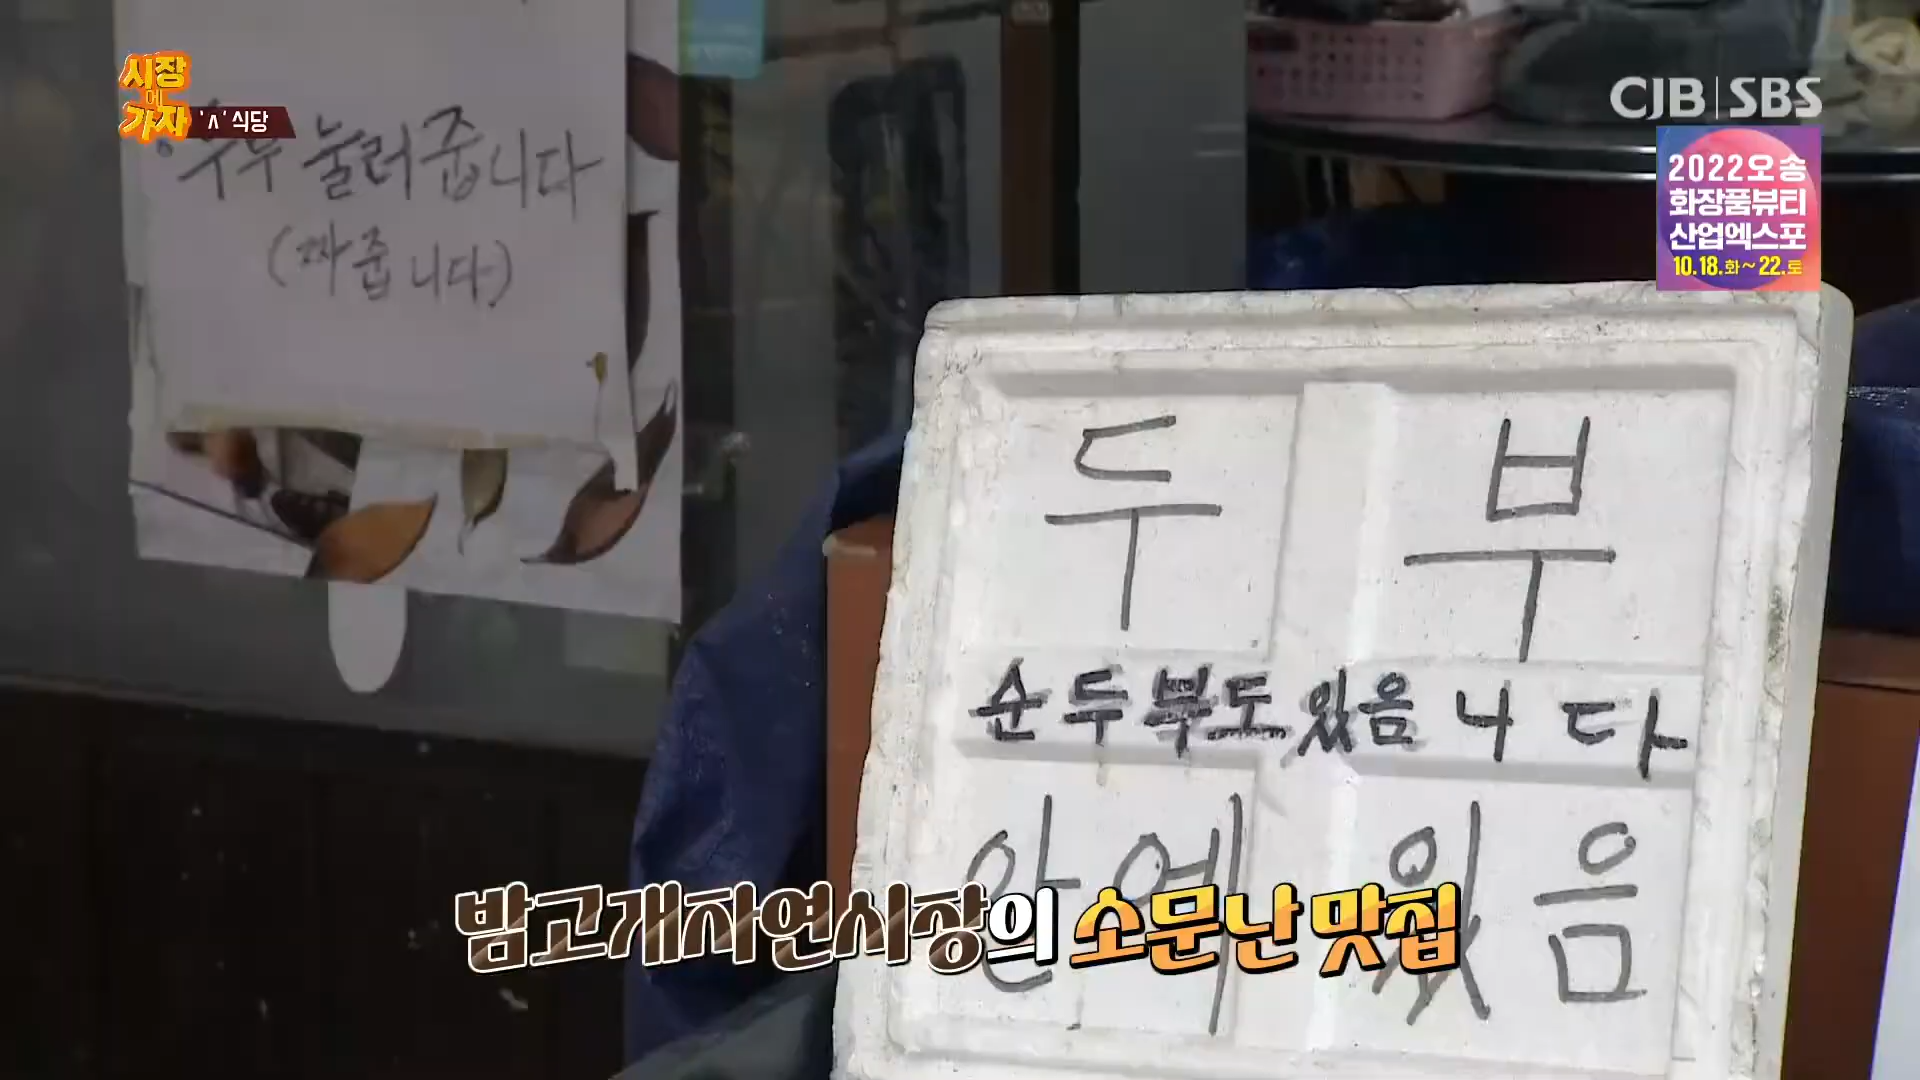 시장에
가자
'ㅅ' 식당
CJB SBS
2022오송
화장품뷰티
산업엑스포
10.18.화~22.토
두부 눌러줍니다
(짜줍니다)
두 부
순두부도있음니다
안에 있음
밤고개자연시장의 소문난 맛집